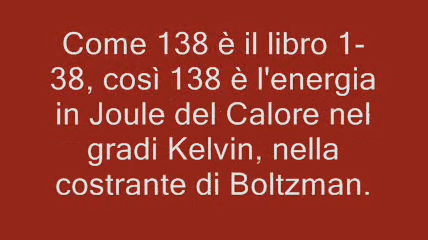 Come 138 è il libro 1-
38, così 138 è l'energia
in Joule del Calore nel
gradi Kelvin, nella
costrante di Boltzman.